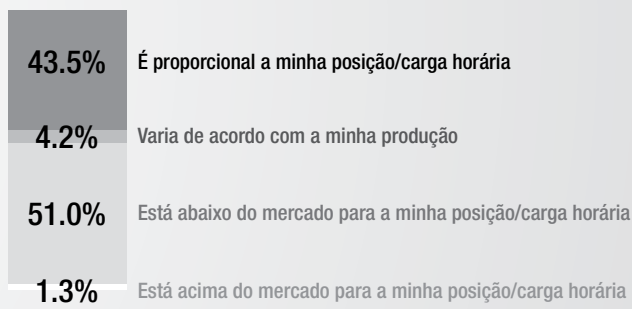 43.5% É proporcional a minha posição/carga horária
4.2% Varia de acordo com a minha produção
51.0% Está abaixo do mercado para a minha posição/carga horária
1.3% Está acima do mercado para a minha posição/carga horária